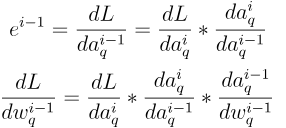 e^{i-1} = \frac{dL}{da_q^{i-1}} = \frac{dL}{da_q^i} * \frac{da_q^i}{da_q^{i-1}}
\frac{dL}{dw_q^{i-1}} = \frac{dL}{da_q^i} * \frac{da_q^i}{da_q^{i-1}} * \frac{da_q^{i-1}}{dw_q^{i-1}}